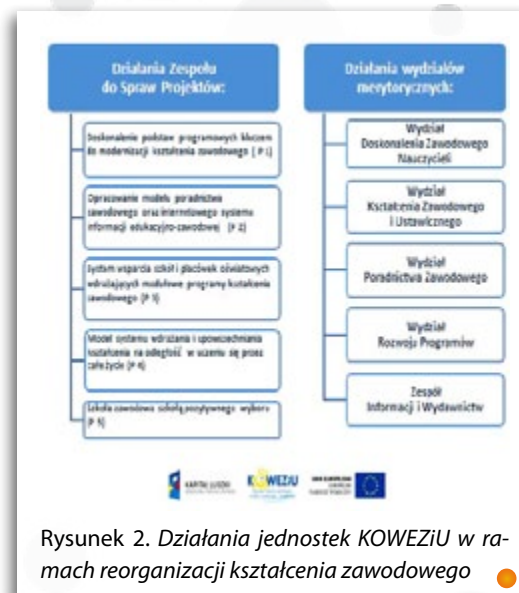 Działania Zespołu
do Spraw Projektów:
Doskonalenie podstaw programowych kluczem
do modernizacji kształcenia zawodowego ( P 1)
Opracowanie modelu poradnictwa
zawodowego oraz internetowego systemu
informacji edukacyjno-zawodowej (P 2)
System wsparcia szkół i placówek oświatowych
wdrażających modułowe programy kształcenia
zawodowego (P 3)
Model systemu wdrażania i upowszechniania
kształcenia na odległość w uczeniu się przez
całe życie (P 4)
Szkoła zawodowa szkołą pozytywnego wyboru
(P 5)
Działania wydziałów
merytorycznych:
Wydział
Doskonalenia Zawodowego
Nauczycieli
Wydział
Kształcenia Zawodowego
i Ustawicznego
Wydział
Poradnictwa Zawodowego
Wydział
Rozwoju Programów
Zespół
Informacji i Wydawnictw
KAPITAŁ LUDZKI
KOWEZiU
UNIA EUROPEJSKA
Rysunek 2. Działania jednostek KOWEZiU w ra-
mach reorganizacji kształcenia zawodowego